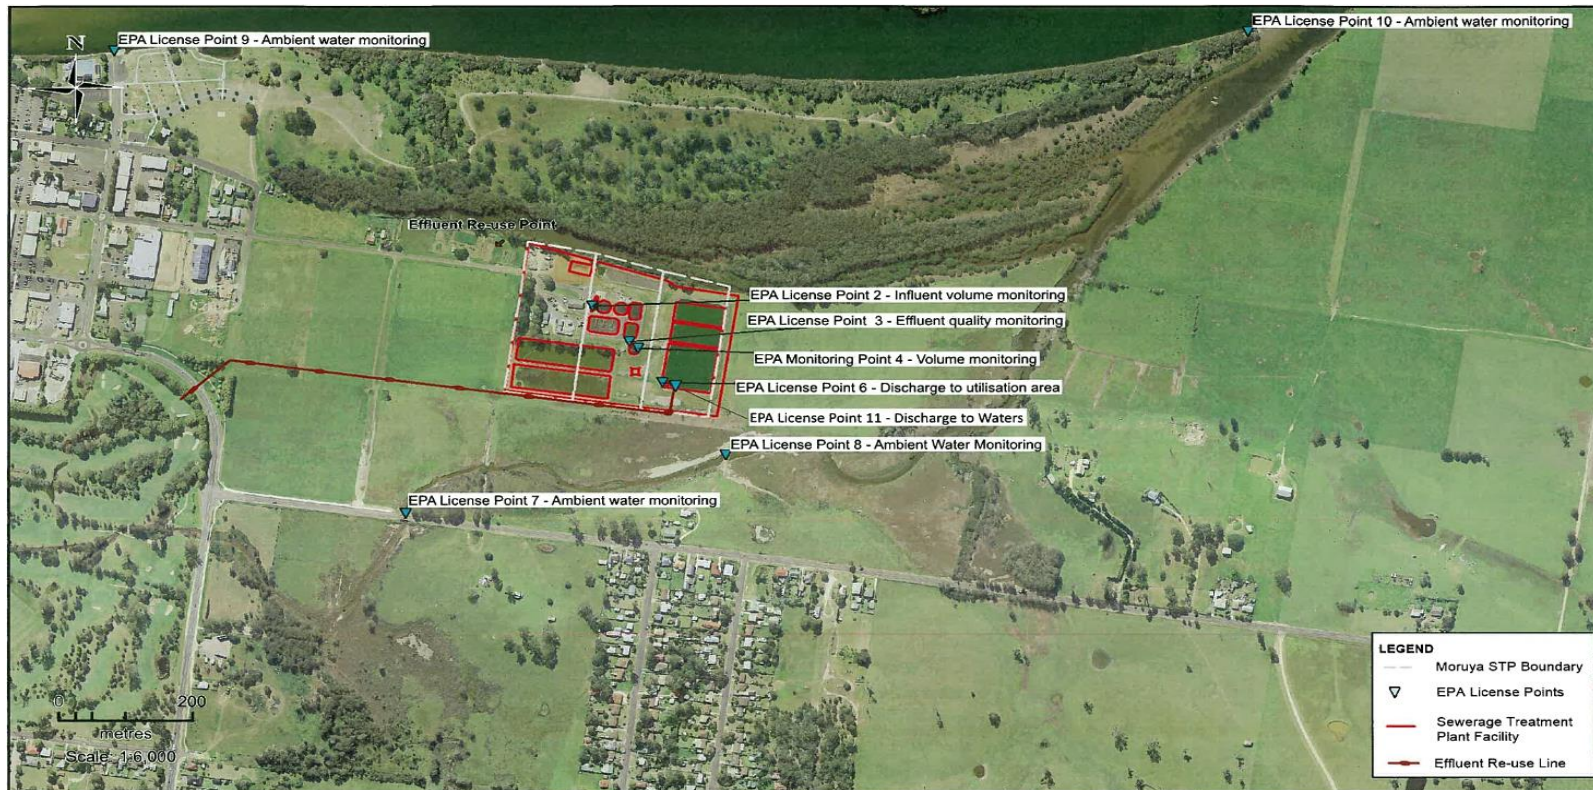 EPA License Point 10 - Ambient water monitoring
EPA License Point 9 - Ambient water monitoring
N
Effluent Re-use Point
EPA License Point 2 - Influent volume monitoring
EPA License Point 3 - Effluent quality monitoring
EPA Monitoring Point 4 - Volume monitoring
EPA License Point 6 - Discharge to utilisation area
EPA License Point 11 - Discharge to Waters
EPA License Point 8 - Ambient Water Monitoring
EPA License Point 7 - Ambient water monitoring
0 200
metres
Scale: 1:6,000
LEGEND
Moruya STP Boundary
EPA License Points
Sewerage Treatment
Plant Facility
Effluent Re-use Line